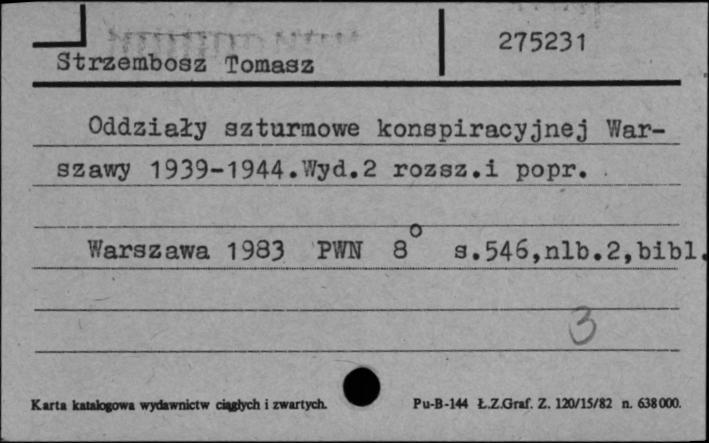 275231
Strzembosz Tomasz
Oddziały szturmowe konspiracyjnej War-
szawy 1939-1944.Wyd.2 rozsz.i popr.
Warszawa 1983 PWN 8° s.546,nlb.2,bibl.
3
Karta katalogowa wydawnictw ciągłych i zwartych.
Pu-B-144 Ł.Z.Graf. Z. 120/15/82 n. 638000.